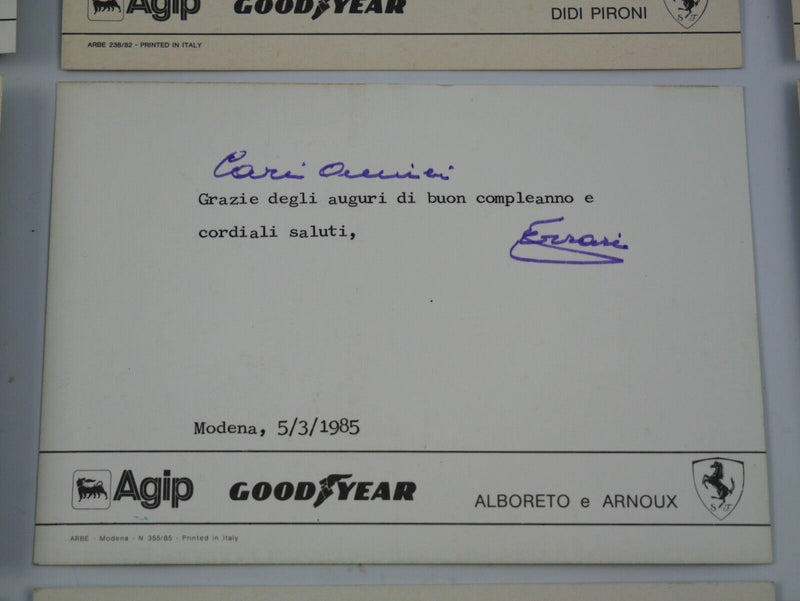 Agip GOODYEAR DIDI PIRONI
ARBE 236/82 - PRINTED IN ITALY
Cari Amici
Grazie degli auguri di buon compleanno e
cordiali saluti,
Ferrari
Modena, 5/3/1985
Agip GOODYEAR ALBORETO e ARNOUX S F
ARBE - Modena - N 355/85 - Printed in Italy